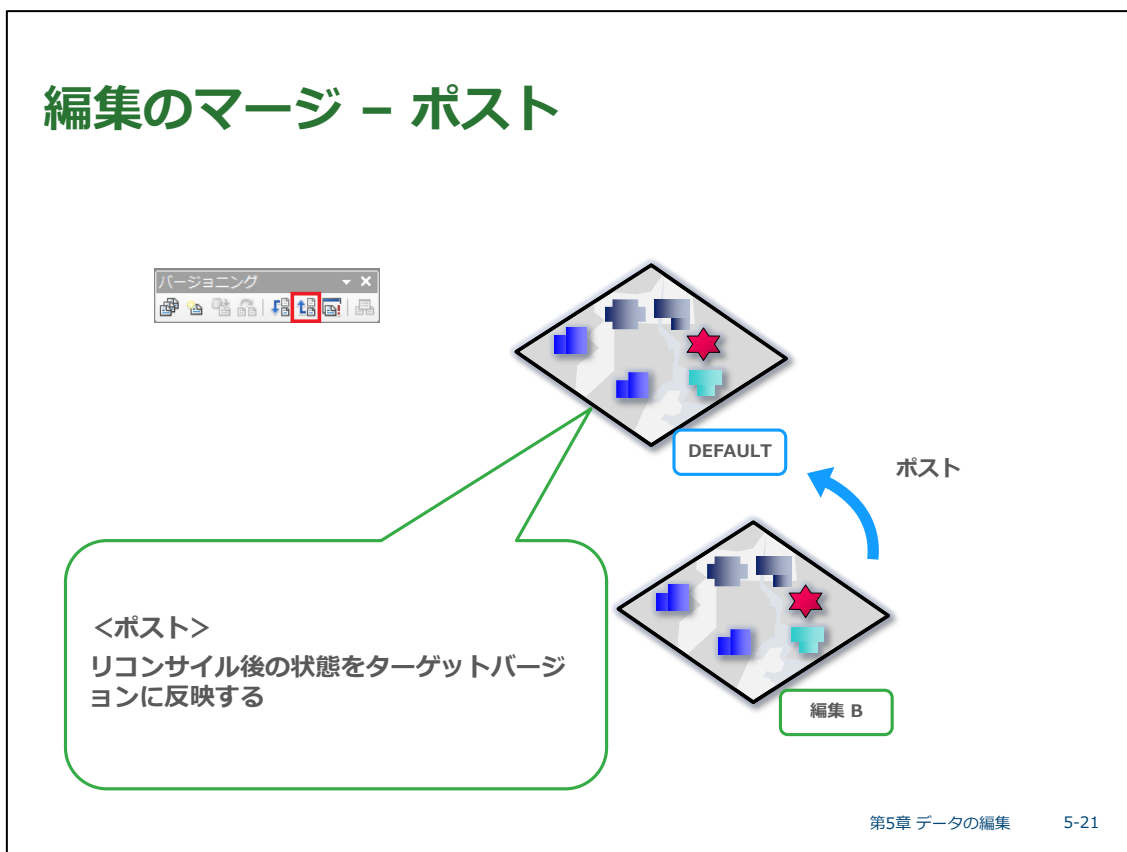 編集のマージ – ポスト
バージョニング
DEFAULT
ポスト
<ポスト>
リコンサイル後の状態をターゲットバージ
ョンに反映する
編集 B
第5章 データの編集 5-21